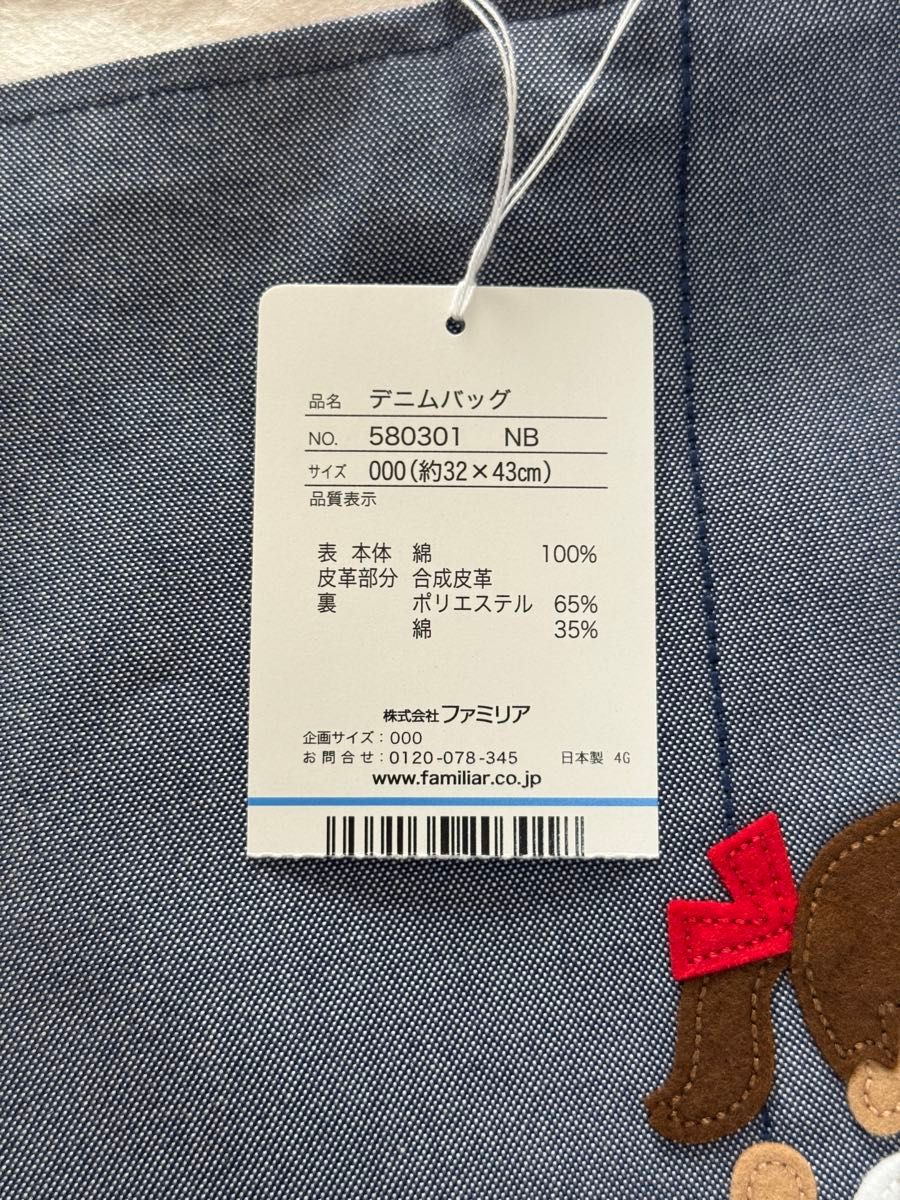 品名 デニムバッグ
NO. 580301 NB
サイズ 000(約32×43cm)
品質表示
表 本体 綿 100%
皮革部分 合成皮革
裏 ポリエステル 65%
綿 35%
株式会社ファミリア
企画サイズ:000
お問合せ:0120-078-345 日本製 4G
www.familiar.co.jp